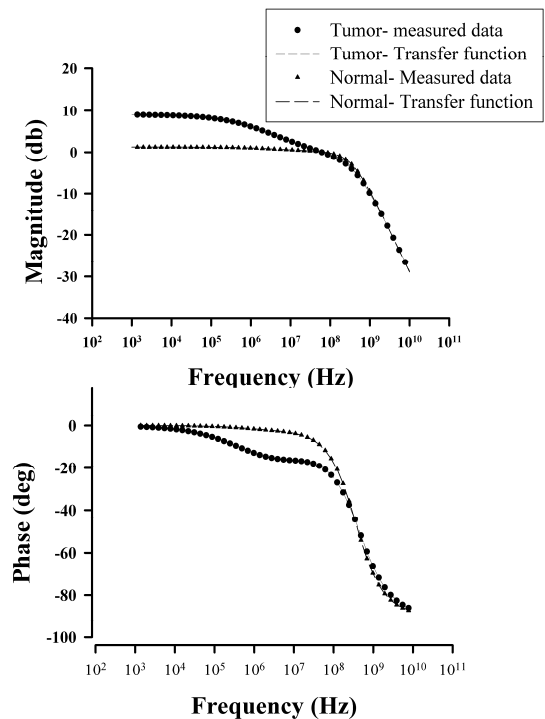 Tumor- measured data
Tumor- Transfer function
Normal- Measured data
Normal- Transfer function
20
10
0
-10
-20
-30
-40
Magnitude (db)
10² 10³ 10⁴ 10⁵ 10⁶ 10⁷ 10⁸ 10⁹ 10¹⁰ 10¹¹
Frequency (Hz)
0
-20
-40
-60
-80
-100
Phase (deg)
10² 10³ 10⁴ 10⁵ 10⁶ 10⁷ 10⁸ 10⁹ 10¹⁰ 10¹¹
Frequency (Hz)